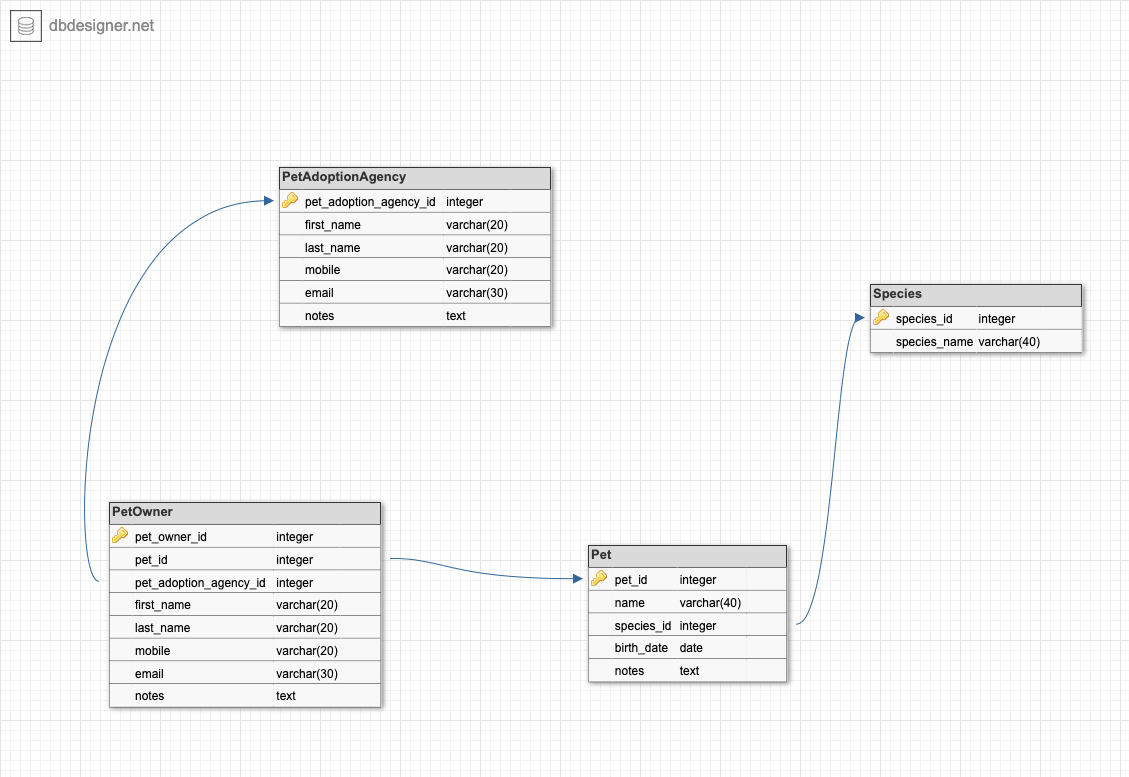 dbdesigner.net
PetAdoptionAgency
pet_adoption_agency_id integer
first_name varchar(20)
last_name varchar(20)
mobile varchar(20)
email varchar(30)
notes text
Species
species_id integer
species_name varchar(40)
PetOwner
pet_owner_id integer
pet_id integer
pet_adoption_agency_id integer
first_name varchar(20)
last_name varchar(20)
mobile varchar(20)
email varchar(30)
notes text
Pet
pet_id integer
name varchar(40)
species_id integer
birth_date date
notes text